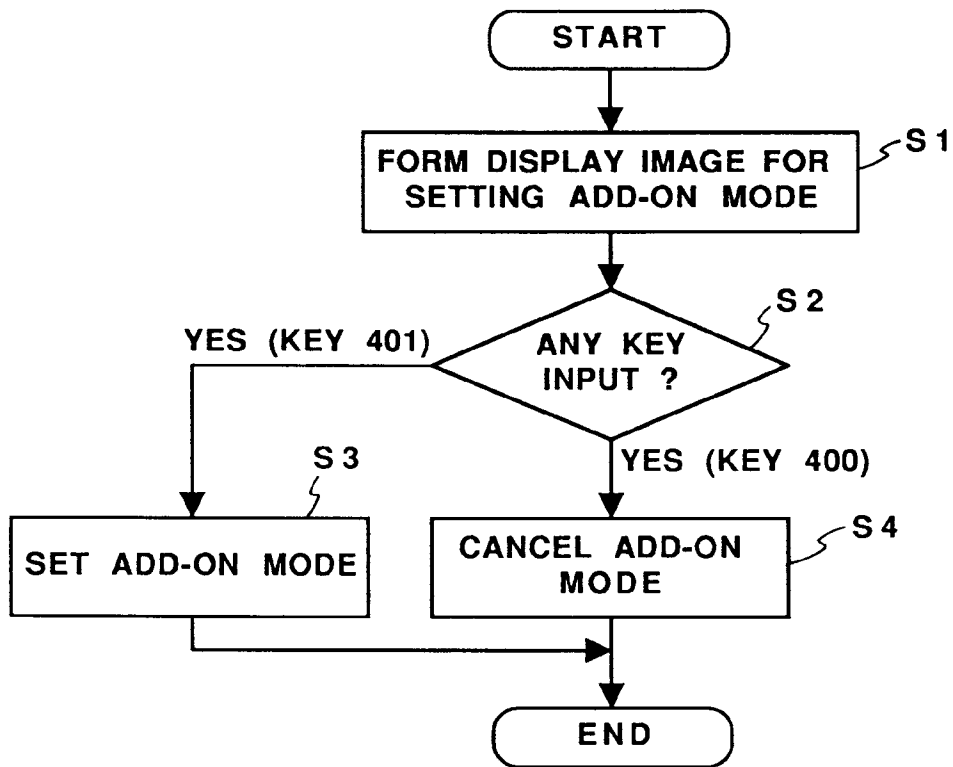 START
FORM DISPLAY IMAGE FOR
SETTING ADD-ON MODE
S1
ANY KEY
INPUT ?
S2
YES (KEY 401)
YES (KEY 400)
S3
SET ADD-ON MODE
CANCEL ADD-ON
MODE
S4
END